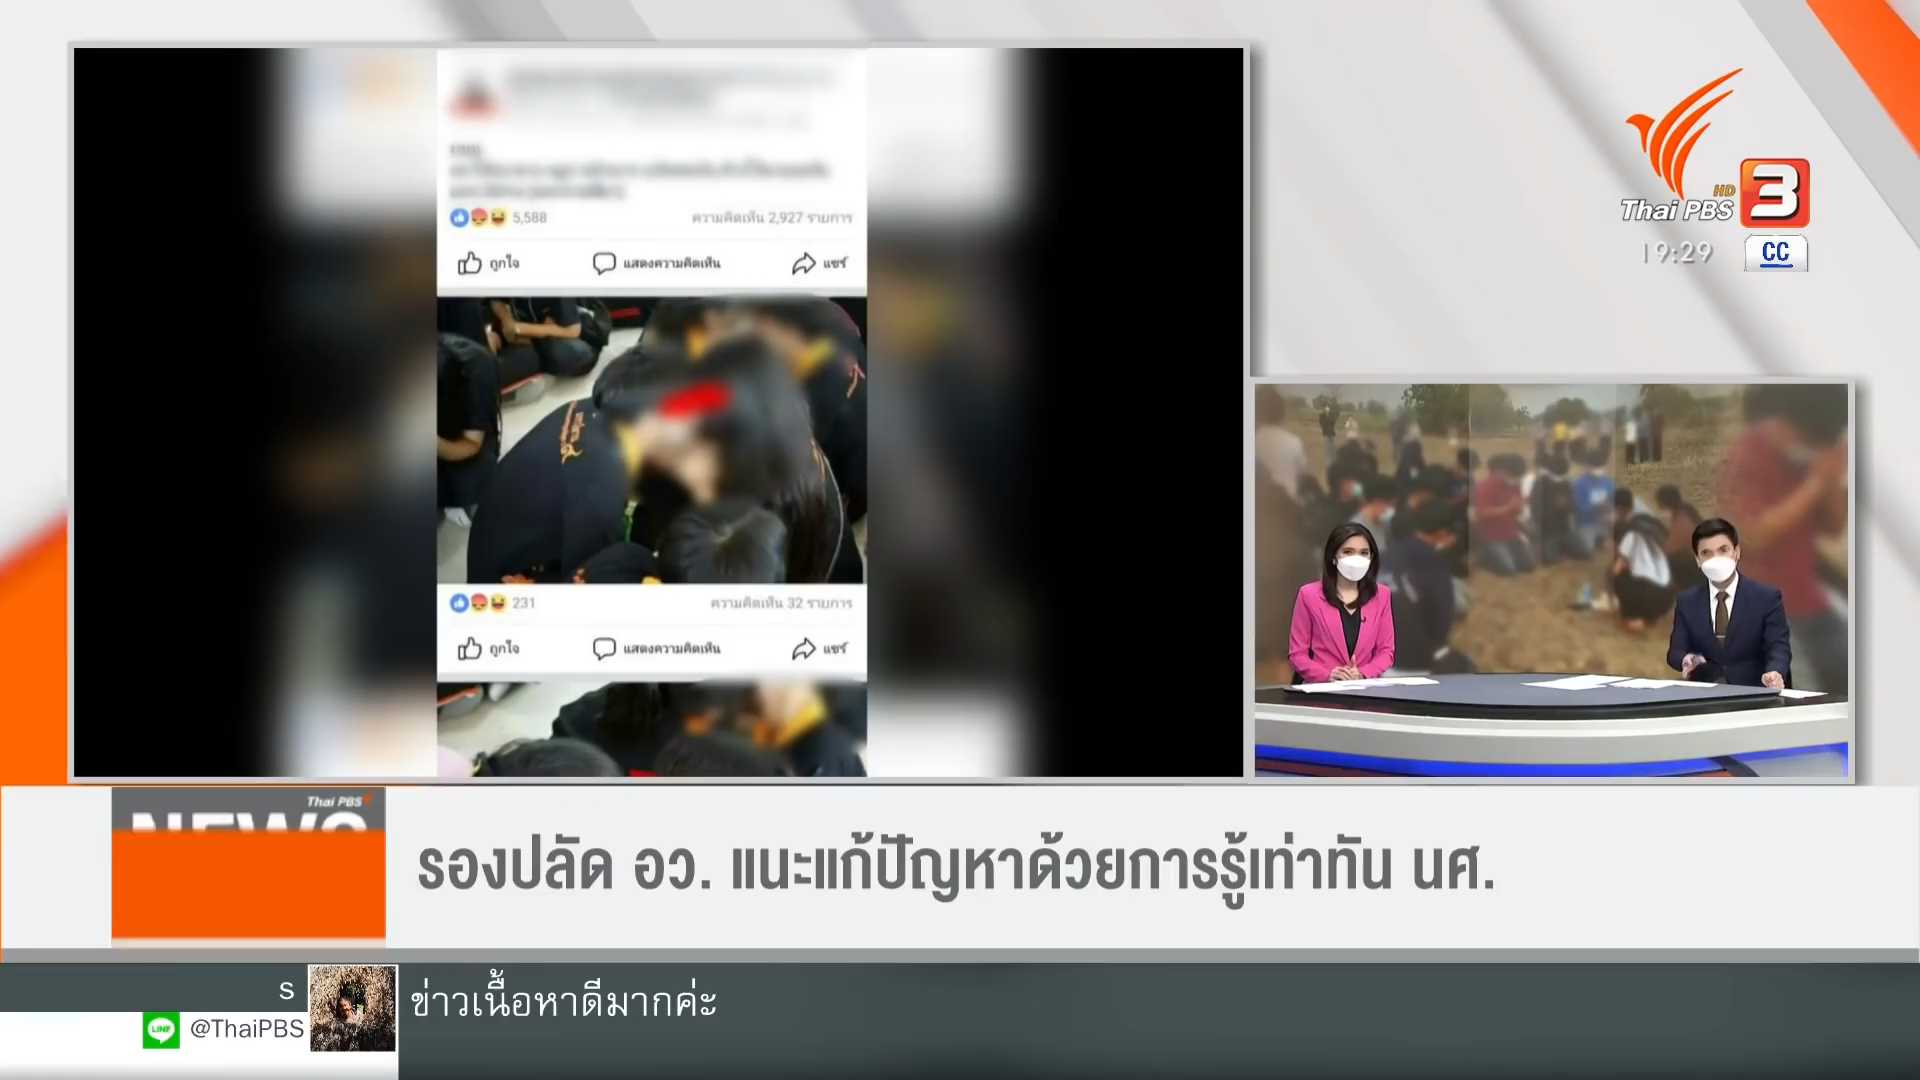 5,588
ความคิดเห็น 2,927 รายการ
ถูกใจ
แสดงความคิดเห็น
แชร์
231
ความคิดเห็น 32 รายการ
ถูกใจ
แสดงความคิดเห็น
แชร์
HD
Thai PBS
3
19:29
CC
Thai PBS
NEWS
รองปลัด อว. แนะแก้ปัญหาด้วยการรู้เท่าทัน นศ.
S
ข่าวเนื้อหาดีมากค่ะ
LINE
@ThaiPBS